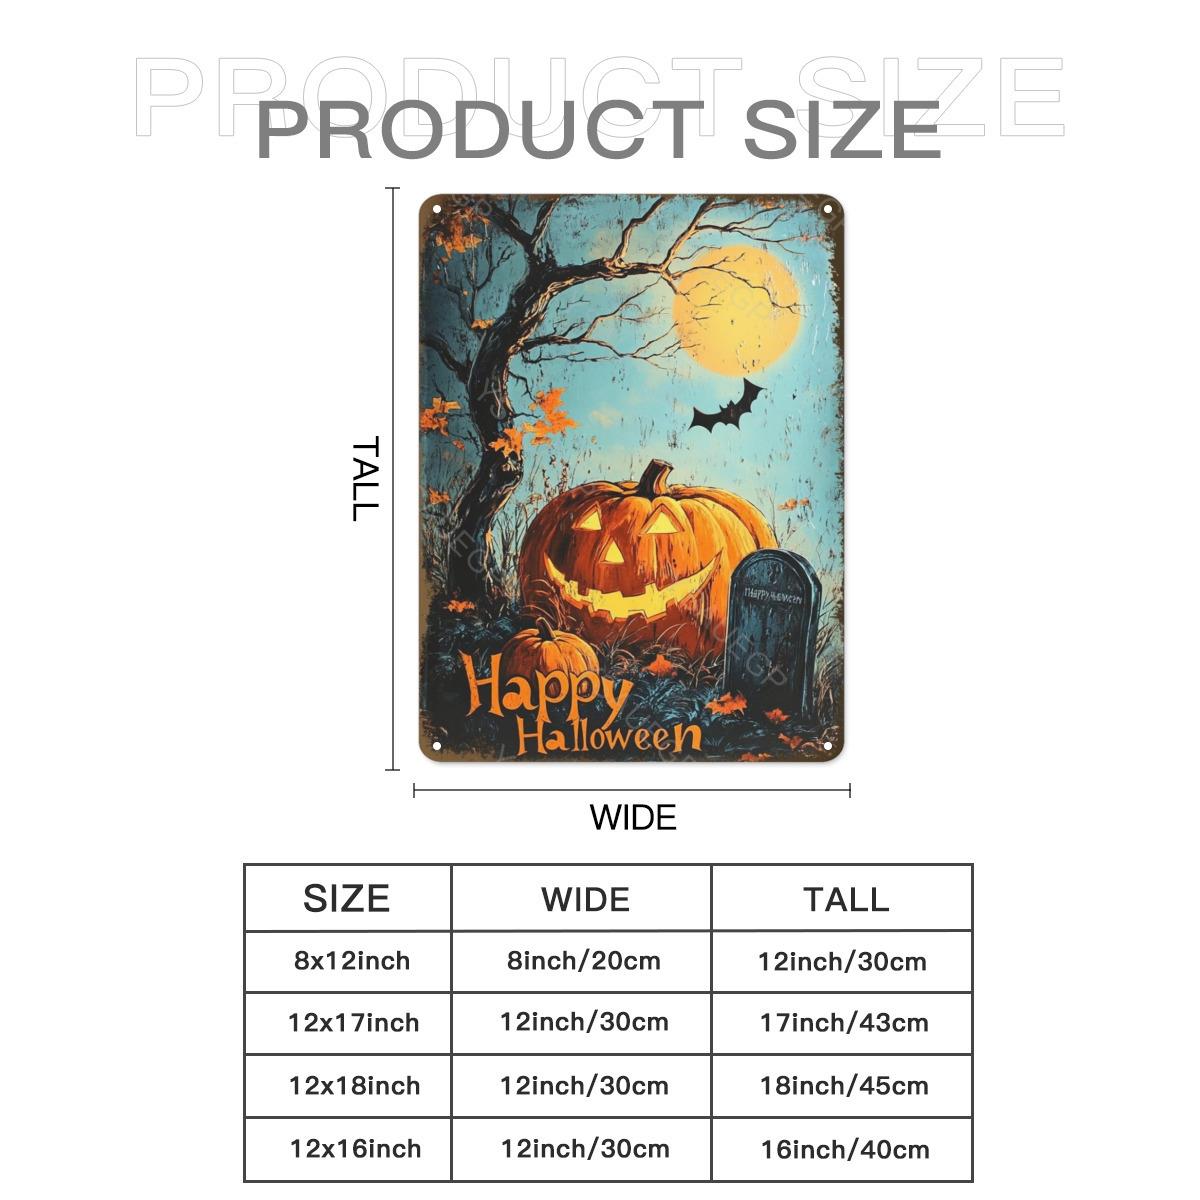 PRODUCT SIZE
PRODUCT SIZE
TALL
Happy
Halloween
WIDE
SIZE WIDE TALL
8x12inch 8inch/20cm 12inch/30cm
12x17inch 12inch/30cm 17inch/43cm
12x18inch 12inch/30cm 18inch/45cm
12x16inch 12inch/30cm 16inch/40cm